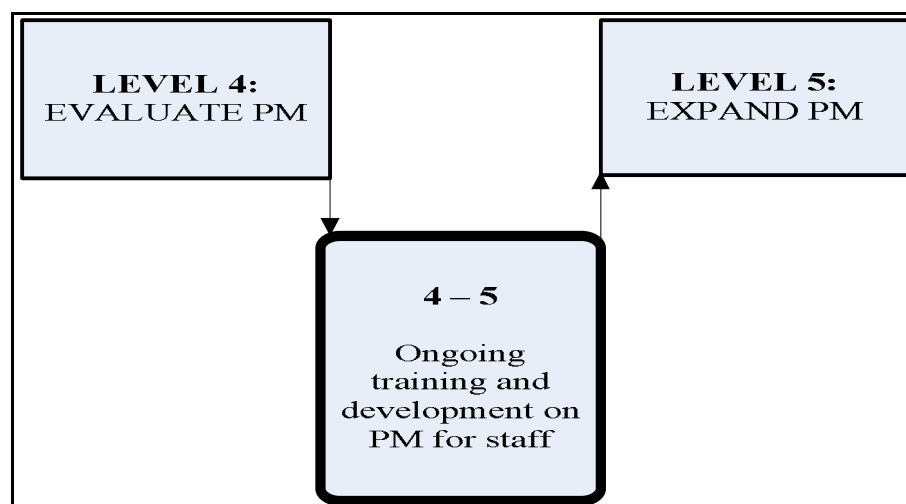 LEVEL 4:
EVALUATE PM
LEVEL 5:
EXPAND PM
4 – 5
Ongoing
training and
development on
PM for staff